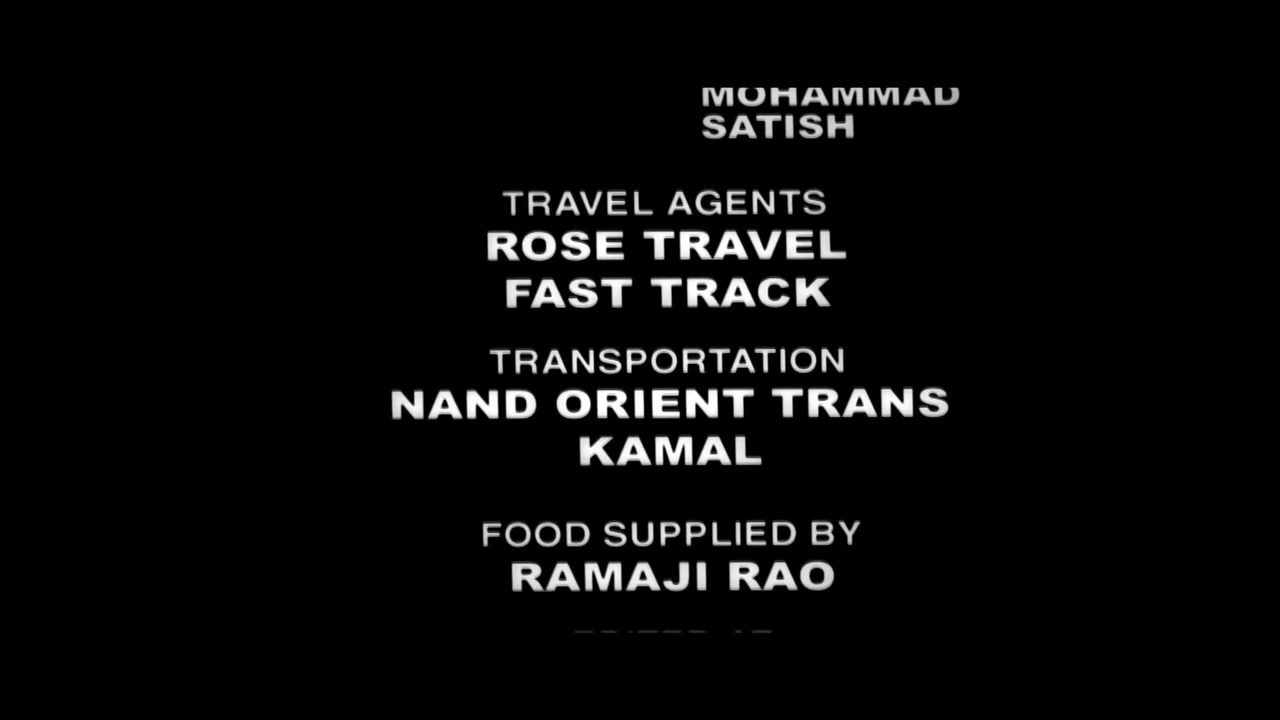 MOHAMMAD
SATISH
TRAVEL AGENTS
ROSE TRAVEL
FAST TRACK
TRANSPORTATION
NAND ORIENT TRANS
KAMAL
FOOD SUPPLIED BY
RAMAJI RAO